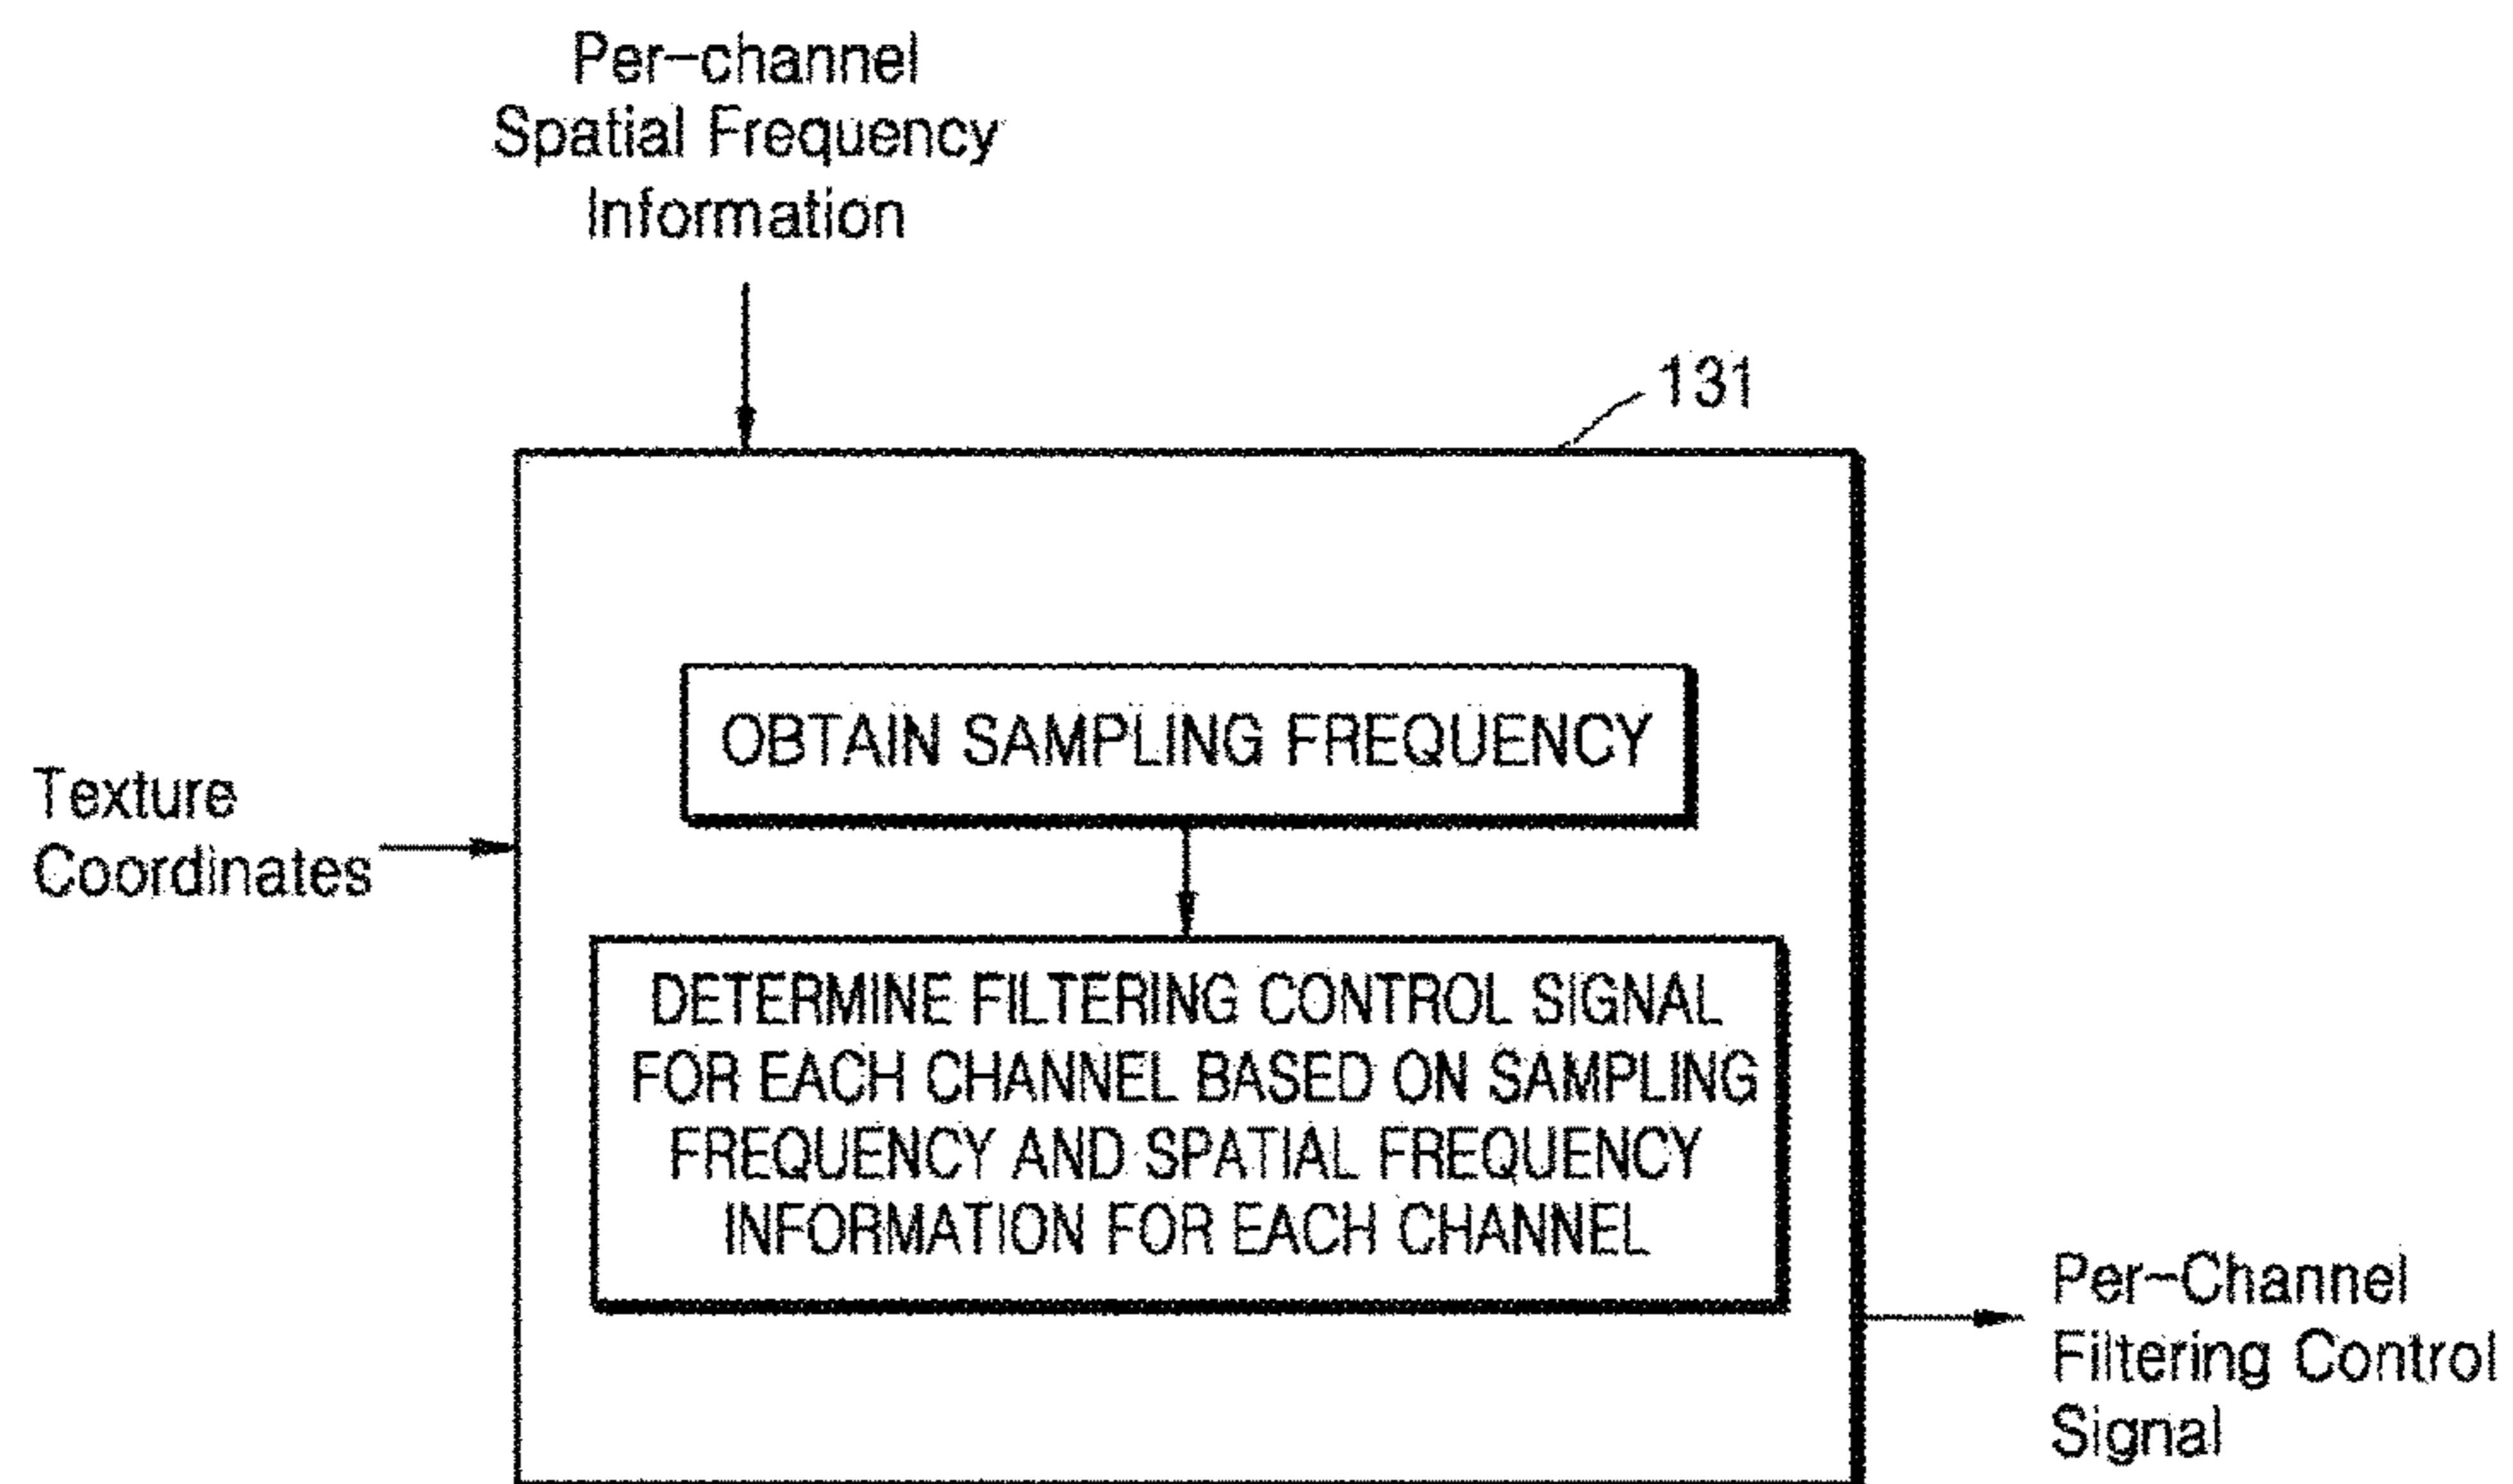 Per-channel
Spatial Frequency
Information
131
OBTAIN SAMPLING FREQUENCY
Texture
Coordinates
DETERMINE FILTERING CONTROL SIGNAL
FOR EACH CHANNEL BASED ON SAMPLING
FREQUENCY AND SPATIAL FREQUENCY
INFORMATION FOR EACH CHANNEL
Per-Channel
Filtering Control
Signal